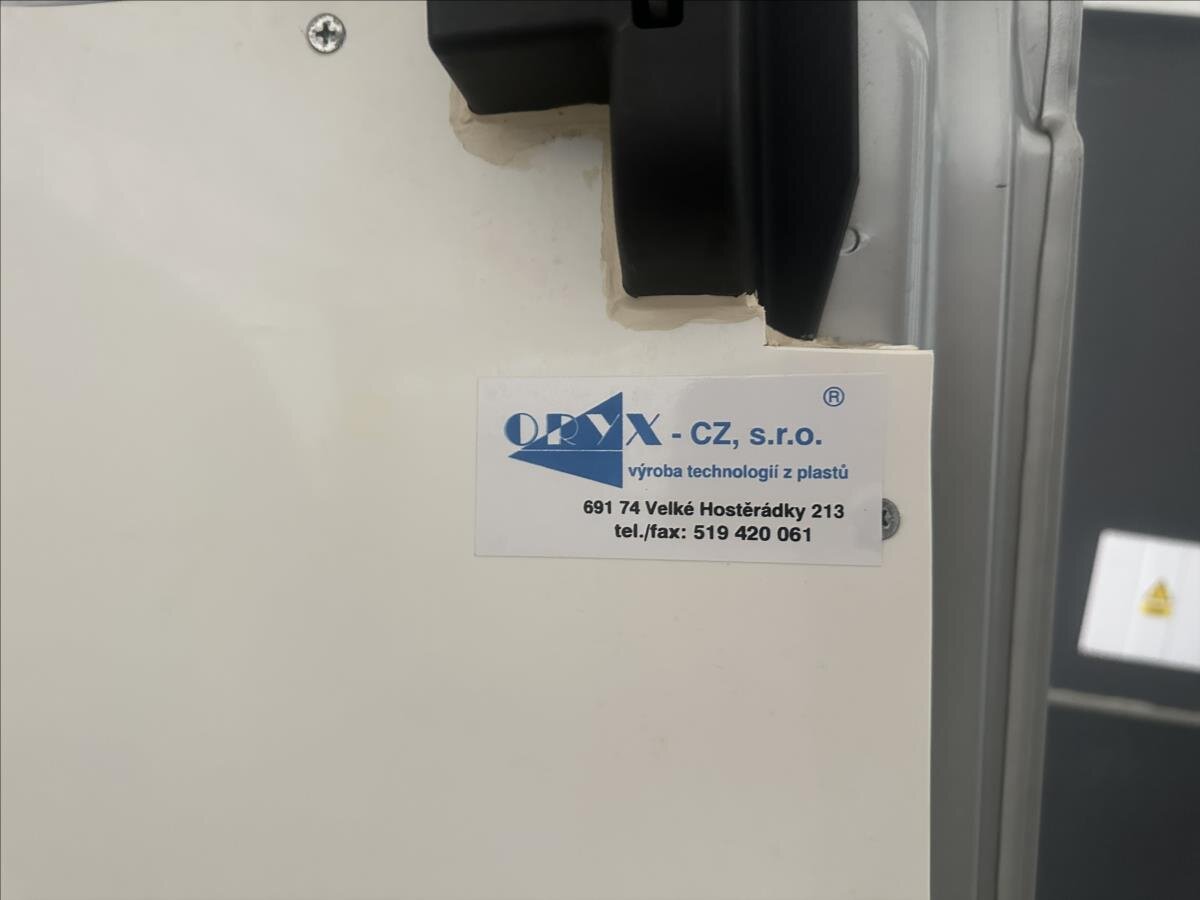 ORYX - CZ, s.r.o. ®
výroba technologií z plastů
691 74 Velké Hostěrádky 213
tel./fax: 519 420 061